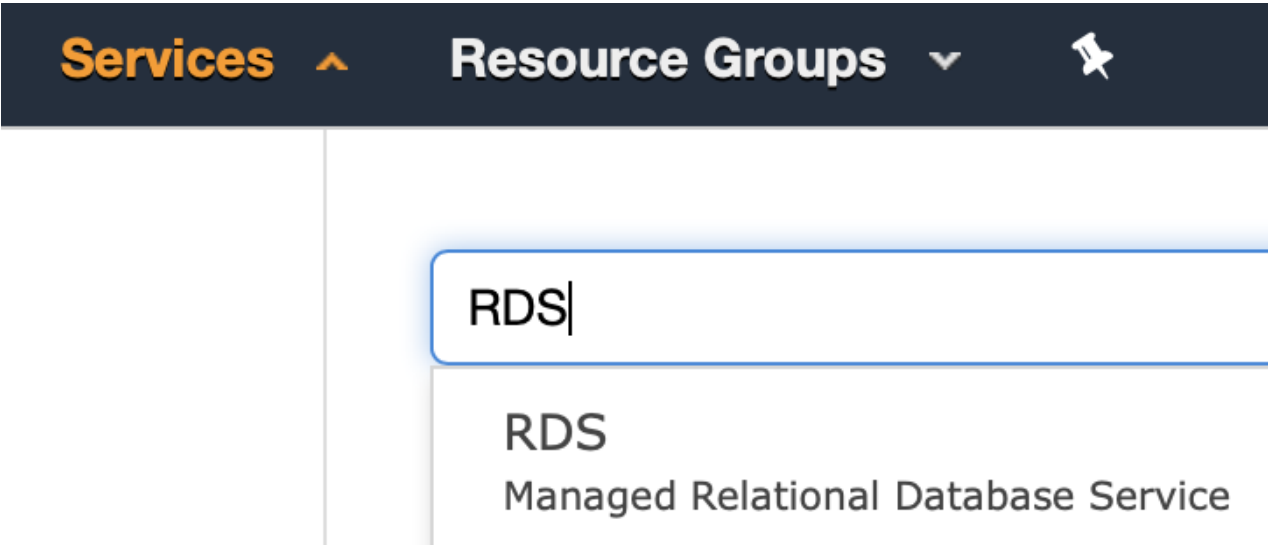 Services Resource Groups
RDS
RDS
Managed Relational Database Service